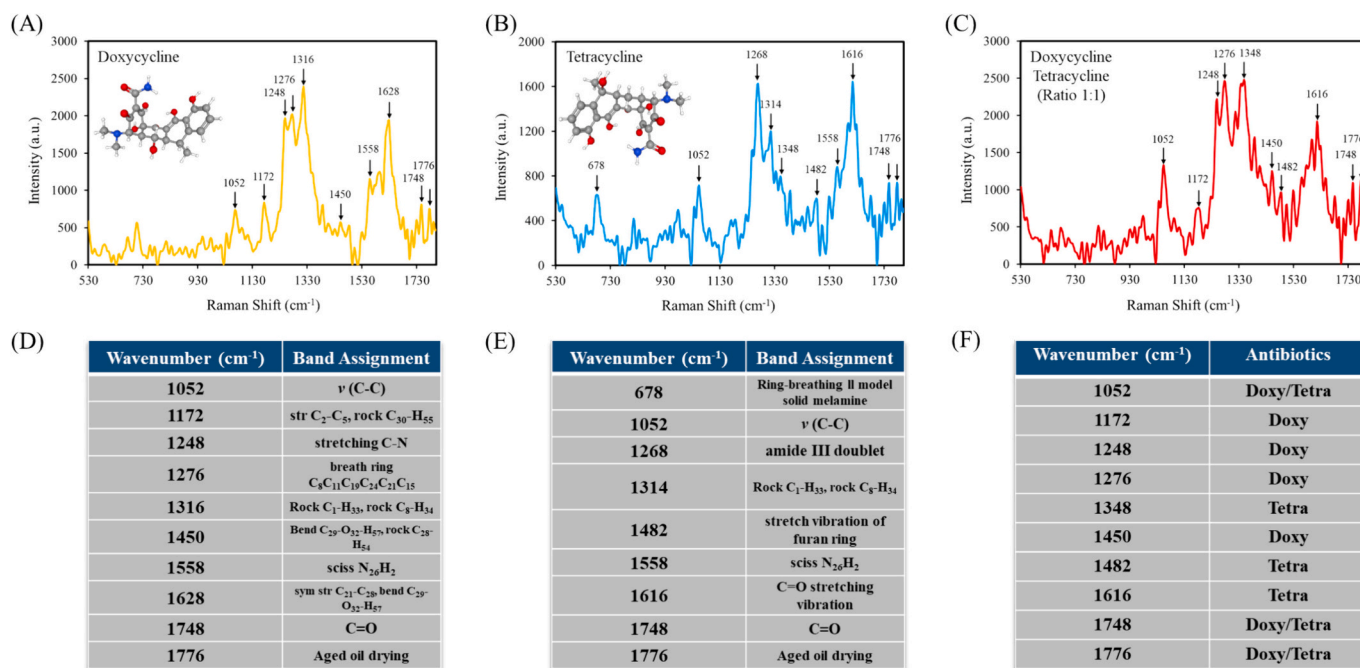 (A)
Doxycycline
3000
2500
2000
1500
1000
500
0
530 730 930 1130 1330 1530 1730
Intensity (a.u.)
Raman Shift (cm-1)
1052
1172
1248
1276
1316
1450
1558
1628
1748
1776
(B)
Tetracycline
2000
1600
1200
800
400
0
530 730 930 1130 1330 1530 1730
Intensity (a.u.)
Raman Shift (cm-1)
678
1052
1268
1314
1348
1482
1558
1616
1748
1776
(C)
Doxycycline
Tetracycline
(Ratio 1:1)
3000
2500
2000
1500
1000
500
0
530 730 930 1130 1330 1530 1730
Intensity (a.u.)
Raman Shift (cm-1)
1052
1172
1248
1276
1348
1450
1482
1616
1748
(D)
Wavenumber (cm-1) Band Assignment
1052 ν (C-C)
1172 str C2-C5, rock C30-H55
1248 stretching C-N
1276 breath ring
C8C11C19C24C21C15
1316 Rock C1-H33, rock C8-H34
1450 Bend C29-O32-H57, rock C28-
H54
1558 sciss N26H2
1628 sym str C21-C28, bend C29-
O32-H57
1748 C=O
1776 Aged oil drying
(E)
Wavenumber (cm-1) Band Assignment
678 Ring-breathing II model
solid melamine
1052 ν (C-C)
1268 amide III doublet
1314 Rock C1-H33, rock C8-H34
1482 stretch vibration of
furan ring
1558 sciss N26H2
1616 C=O stretching
vibration
1748 C=O
1776 Aged oil drying
(F)
Wavenumber (cm-1) Antibiotics
1052 Doxy/Tetra
1172 Doxy
1248 Doxy
1276 Doxy
1348 Tetra
1450 Doxy
1482 Tetra
1616 Tetra
1748 Doxy/Tetra
1776 Doxy/Tetra